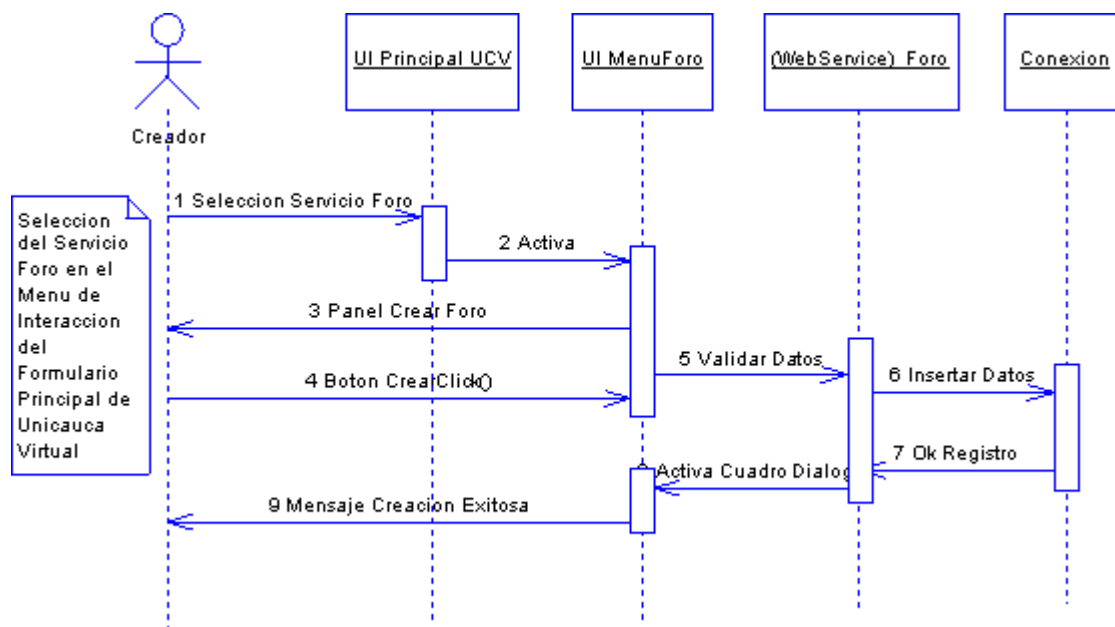 UI Principal UCV
UI MenuForo
(WebService) Foro
Conexion
Creador
Seleccion
del Servicio
Foro en el
Menu de
Interaccion
del
Formulario
Principal de
Unicauca
Virtual
1 Seleccion Servicio Foro
2 Activa
3 Panel Crear Foro
4 Boton CrearClick()
5 Validar Datos
6 Insertar Datos
7 Ok Registro
Activa Cuadro Dialog
9 Mensaje Creacion Exitosa